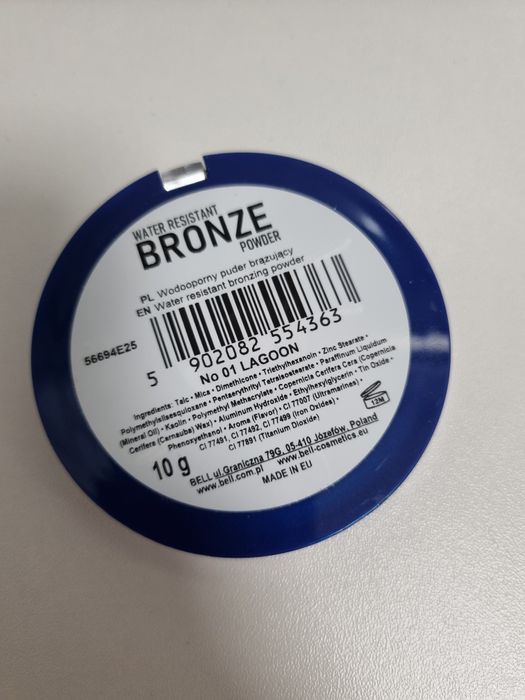 WATER RESISTANT
BRONZE
POWDER
PL Wodoodporny puder brązujący
EN Water resistant bronzing powder
56694E25
5 902082 554363
No 01 LAGOON
Ingredients: Talc • Mica • Dimethicone • Triethylhexanoin • Zinc Stearate •
Polymethylsilsesquioxane • Pentaerythrityl Tetraisostearate • Paraffinum Liquidum
(Mineral Oil) • Kaolin • Polymethyl Methacrylate • Copernicia Cerifera Cera (Copernicia
Cerifera (Carnauba) Wax) • Aluminum Hydroxide • Ethylhexylglycerin • Tin Oxide •
Phenoxyethanol • Aroma (Flavor) • CI 77007 (Ultramarines) •
CI 77491, CI 77492, CI 77499 (Iron Oxides) •
CI 77891 (Titanium Dioxide)
12M
10 g
BELL ul.Graniczna 79G, 05-410 Józefów, Poland
www.bell.com.pl www.bell-cosmetics.eu
MADE IN EU